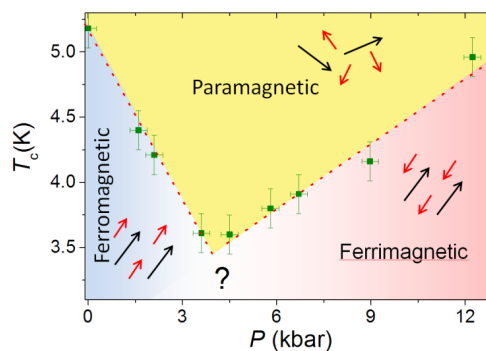 5.0
4.5
4.0
3.5
T_c(K)
Paramagnetic
Ferromagnetic
Ferrimagnetic
?
0
3
6
9
12
P (kbar)